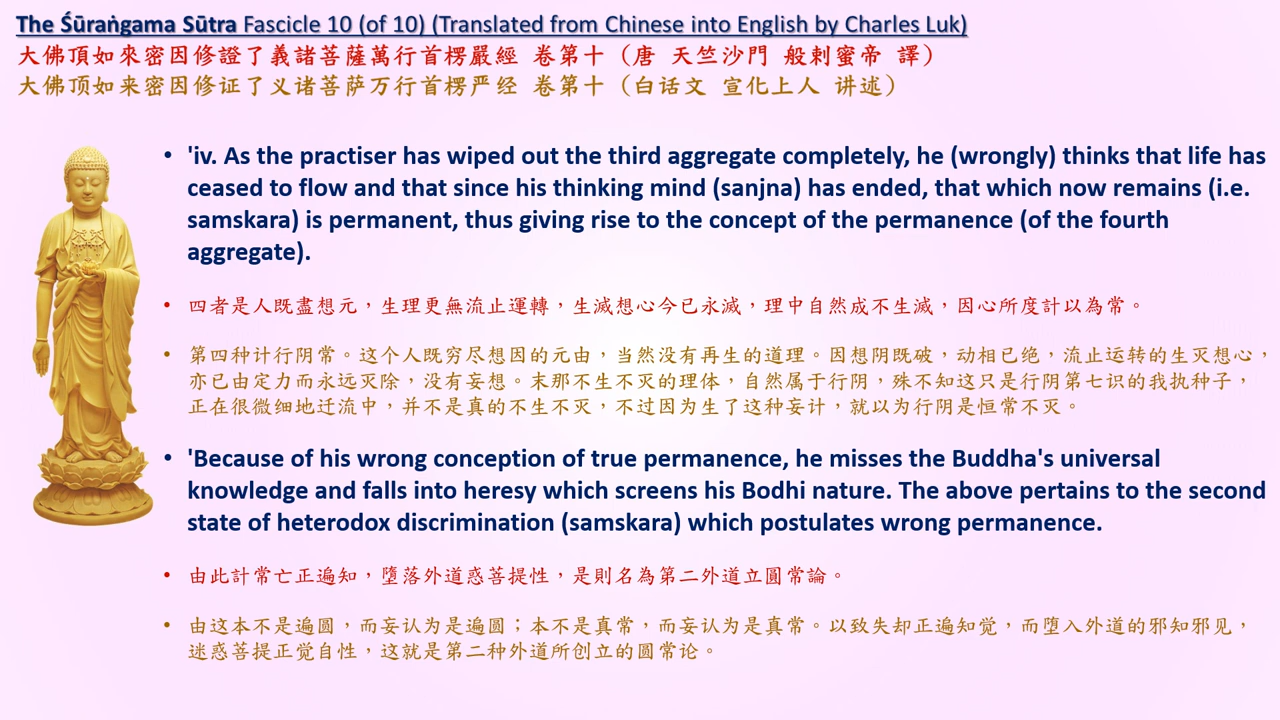 The Śūraṅgama Sūtra Fascicle 10 (of 10) (Translated from Chinese into English by Charles Luk)
大佛頂如來密因修證了義諸菩薩萬行首楞嚴經 卷第十（唐 天竺沙門 般剌蜜帝 譯）
大佛顶如来密因修证了义诸菩萨万行首楞严经 卷第十（白话文 宣化上人 讲述）
• 'iv. As the practiser has wiped out the third aggregate completely, he (wrongly) thinks that life has
ceased to flow and that since his thinking mind (sanjna) has ended, that which now remains (i.e.
samskara) is permanent, thus giving rise to the concept of the permanence (of the fourth
aggregate).
• 四者是人既盡想元，生理更無流止運轉，生滅想心今已永滅，理中自然成不生滅，因心所度計以為常。
• 第四种计行阴常。这个人既穷尽想因的元由，当然没有再生的道理。因想阴既破，动相已绝，流止运转的生灭想心，
亦已由定力而永远灭除，没有妄想。末那不生不灭的理体，自然属于行阴，殊不知这只是行阴第七识的我执种子，
正在很微细地迁流中，并不是真的不生不灭，不过因为生了这种妄计，就以为行阴是恒常不灭。
• 'Because of his wrong conception of true permanence, he misses the Buddha's universal
knowledge and falls into heresy which screens his Bodhi nature. The above pertains to the second
state of heterodox discrimination (samskara) which postulates wrong permanence.
• 由此計常亡正遍知，墮落外道惑菩提性，是則名為第二外道立圓常論。
• 由这本不是遍圆，而妄认为是遍圆；本不是真常，而妄认为是真常。以致失却正遍知觉，而堕入外道的邪知邪见，
迷惑菩提正觉自性，这就是第二种外道所创立的圆常论。